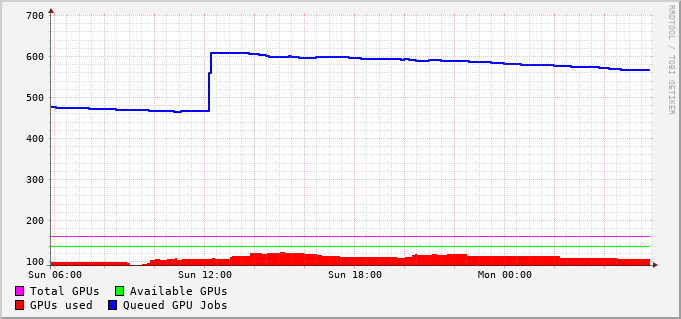 700
600
500
400
300
200
100
Sun 06:00 Sun 12:00 Sun 18:00 Mon 00:00
Total GPUs Available GPUs
GPUs used Queued GPU Jobs
RRDTOOL / TOBI OETIKER